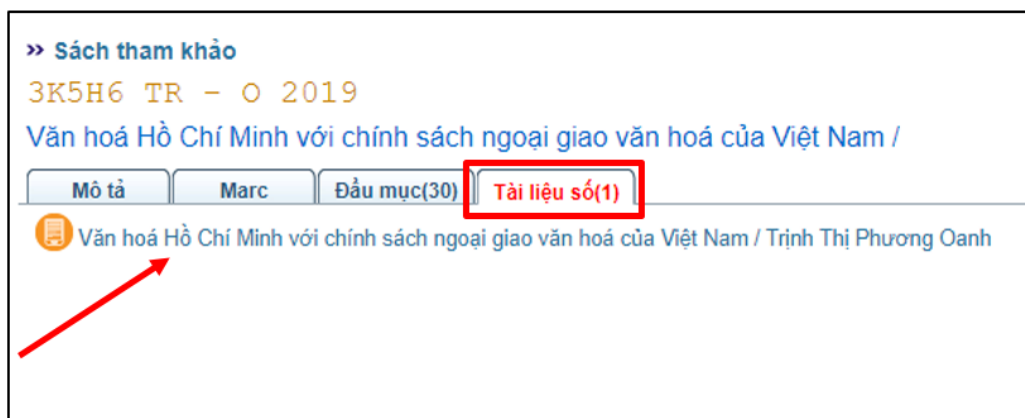 ›› Sách tham khảo
3K5H6 TR - O 2019
Văn hoá Hồ Chí Minh với chính sách ngoại giao văn hoá của Việt Nam /
Mô tả Marc Đầu mục(30) Tài liệu số(1)
Văn hoá Hồ Chí Minh với chính sách ngoại giao văn hoá của Việt Nam / Trịnh Thị Phương Oanh